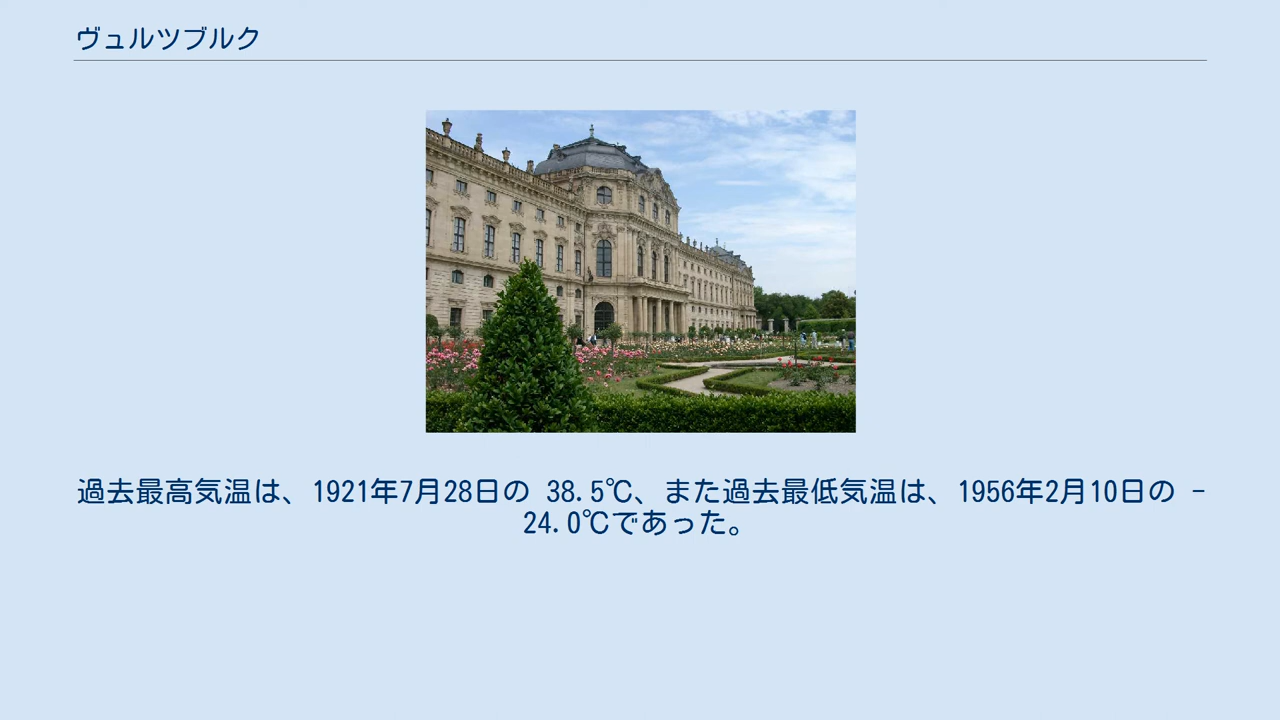 ヴュルツブルク
過去最高気温は、1921年7月28日の 38.5℃、また過去最低気温は、1956年2月10日の −
24.0℃であった。